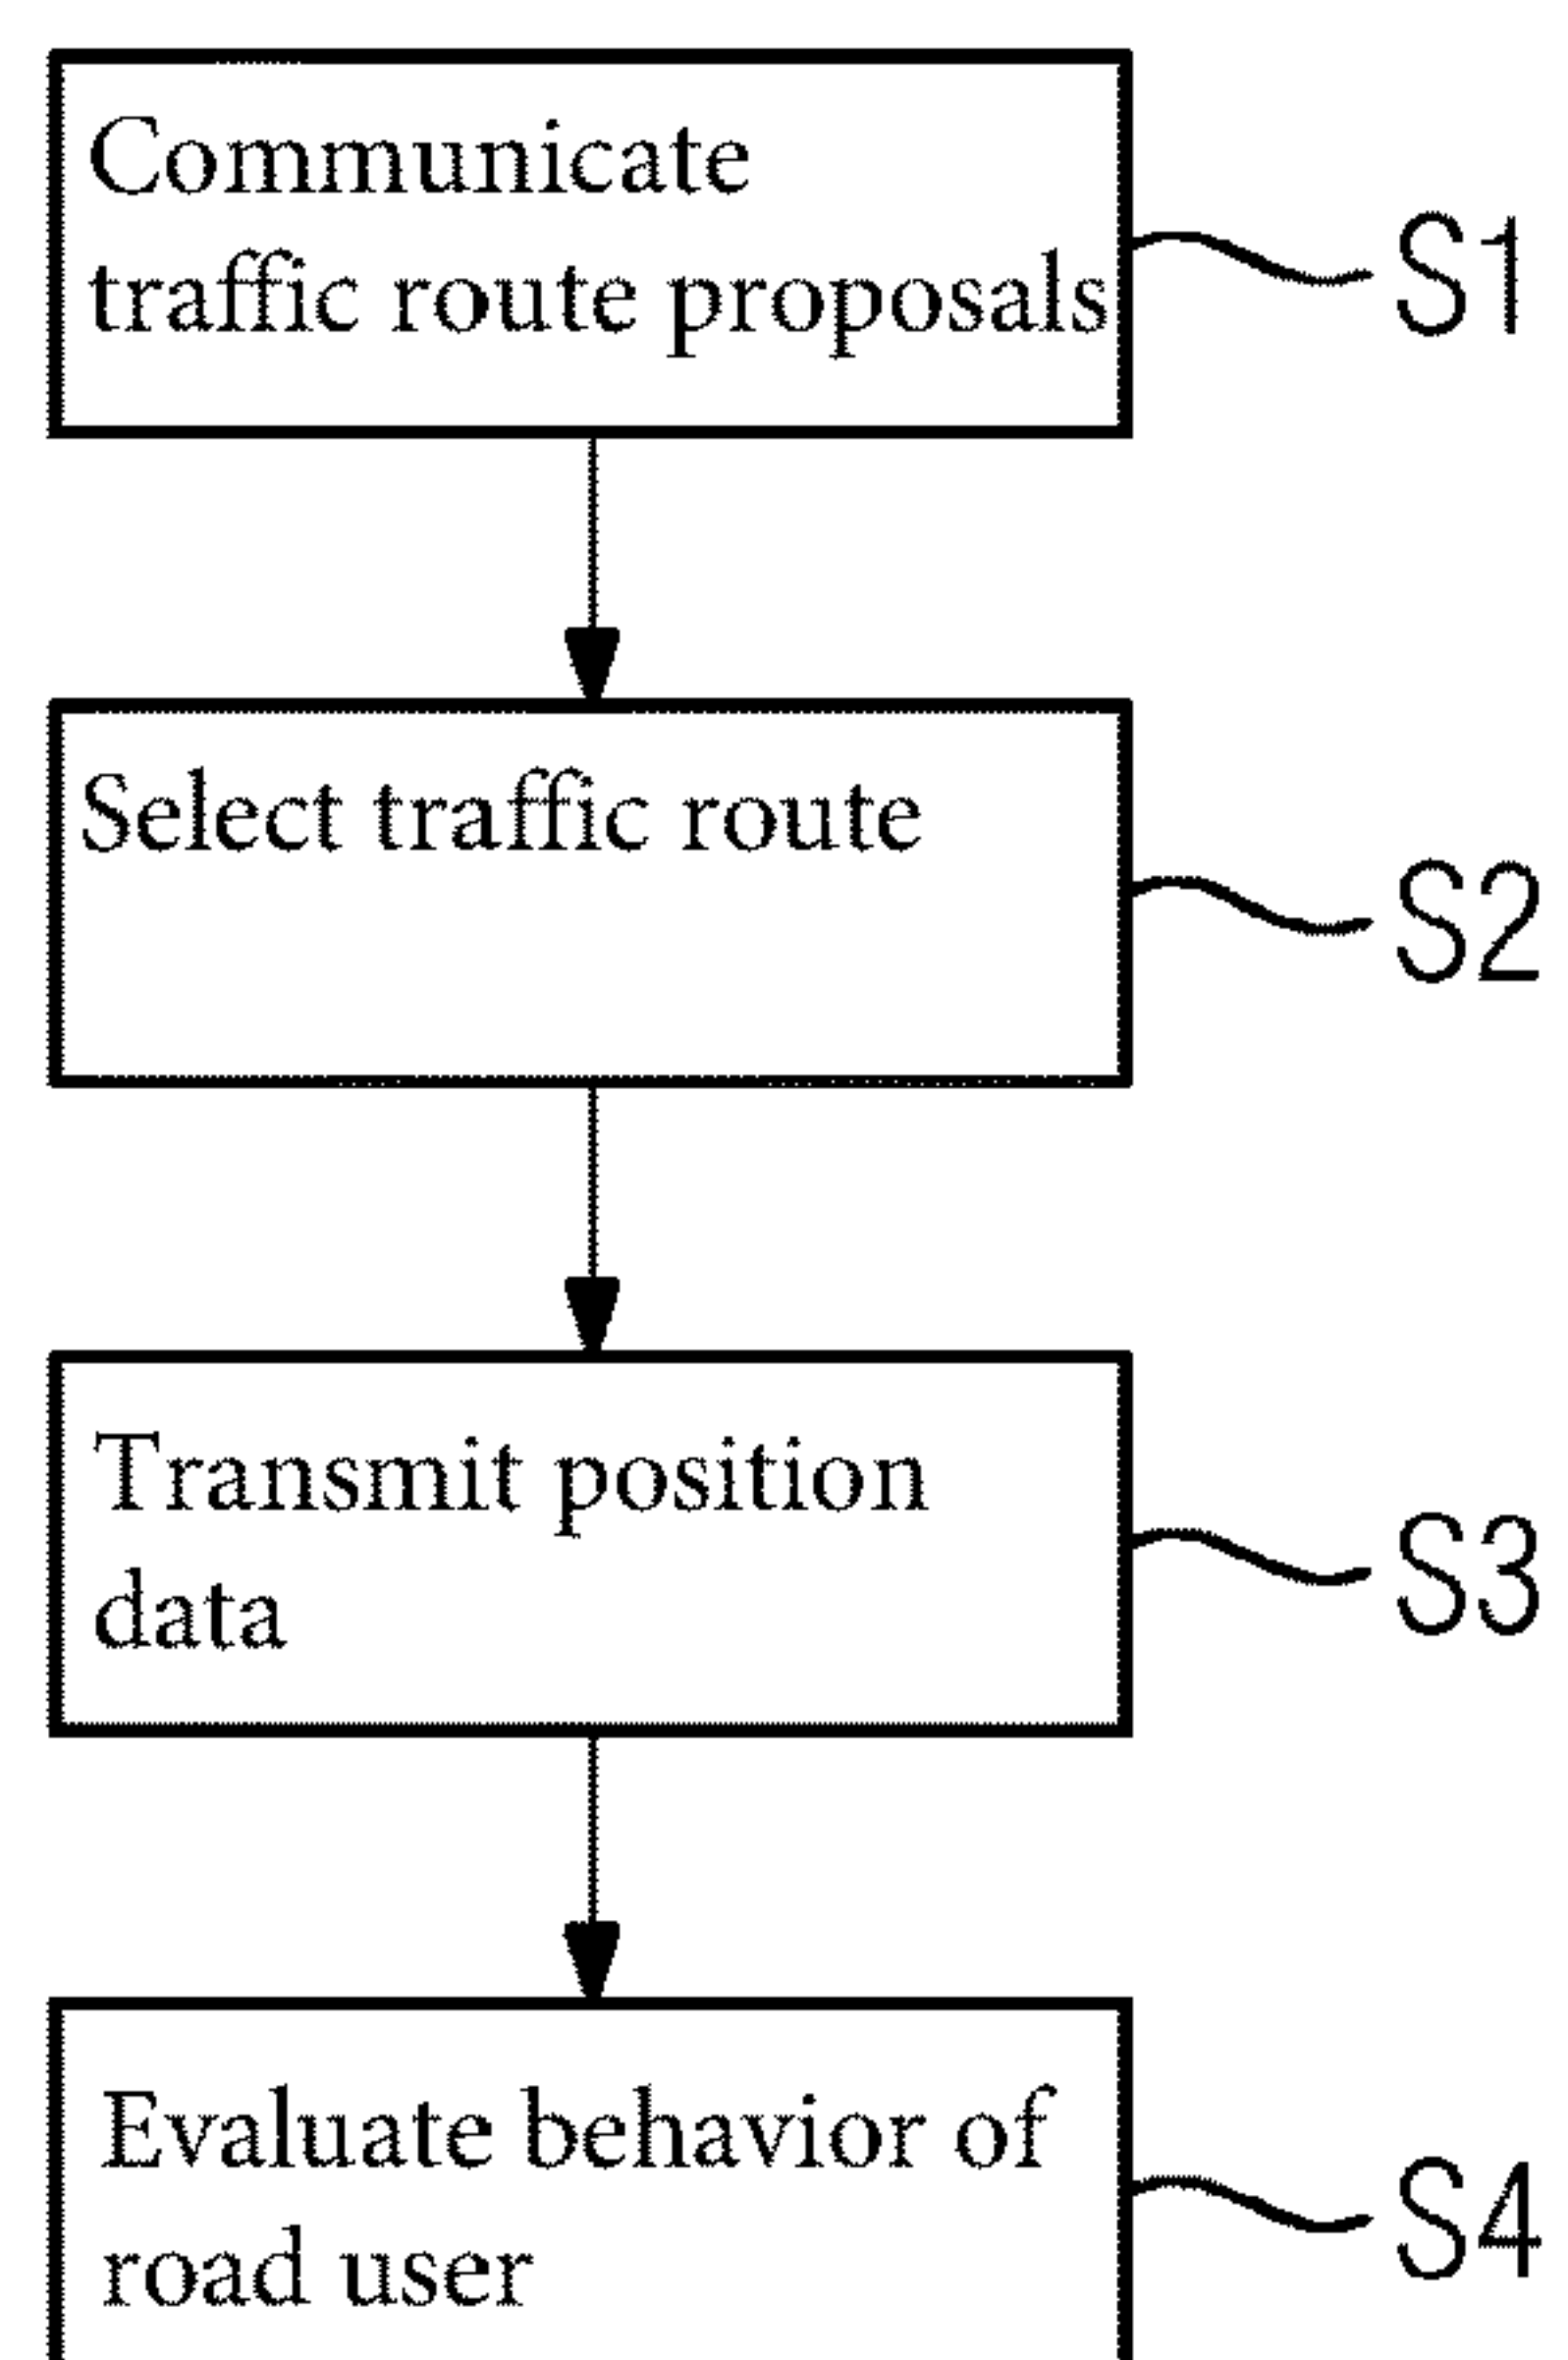 Communicate
traffic route proposals
S1
Select traffic route
S2
Transmit position
data
S3
Evaluate behavior of
road user
S4